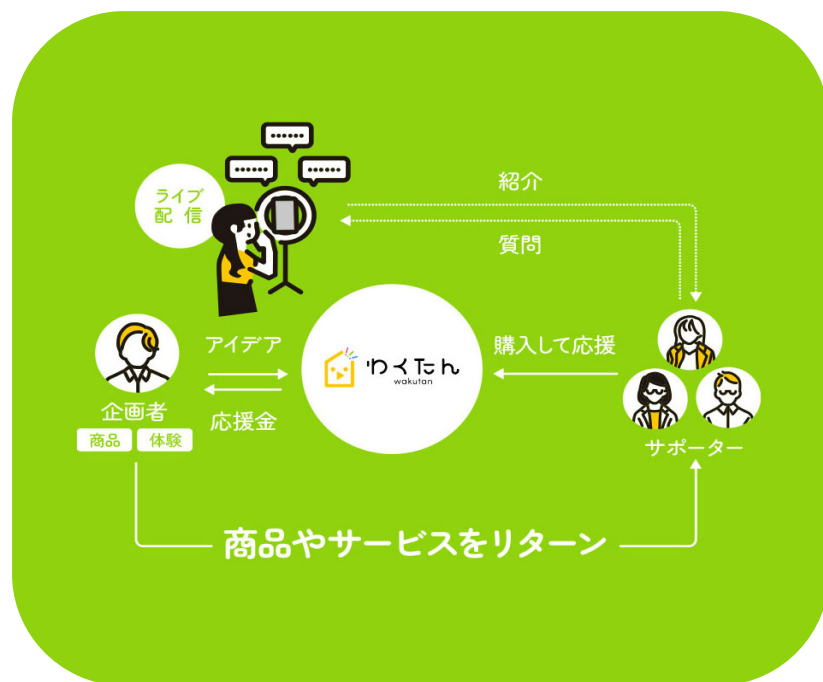 ……
…… ……
ライブ
配信
紹介
質問
アイデア
わくたん
wakutan
購入して応援
企画者
応援金
商品 体験
サポーター
商品やサービスをリターン